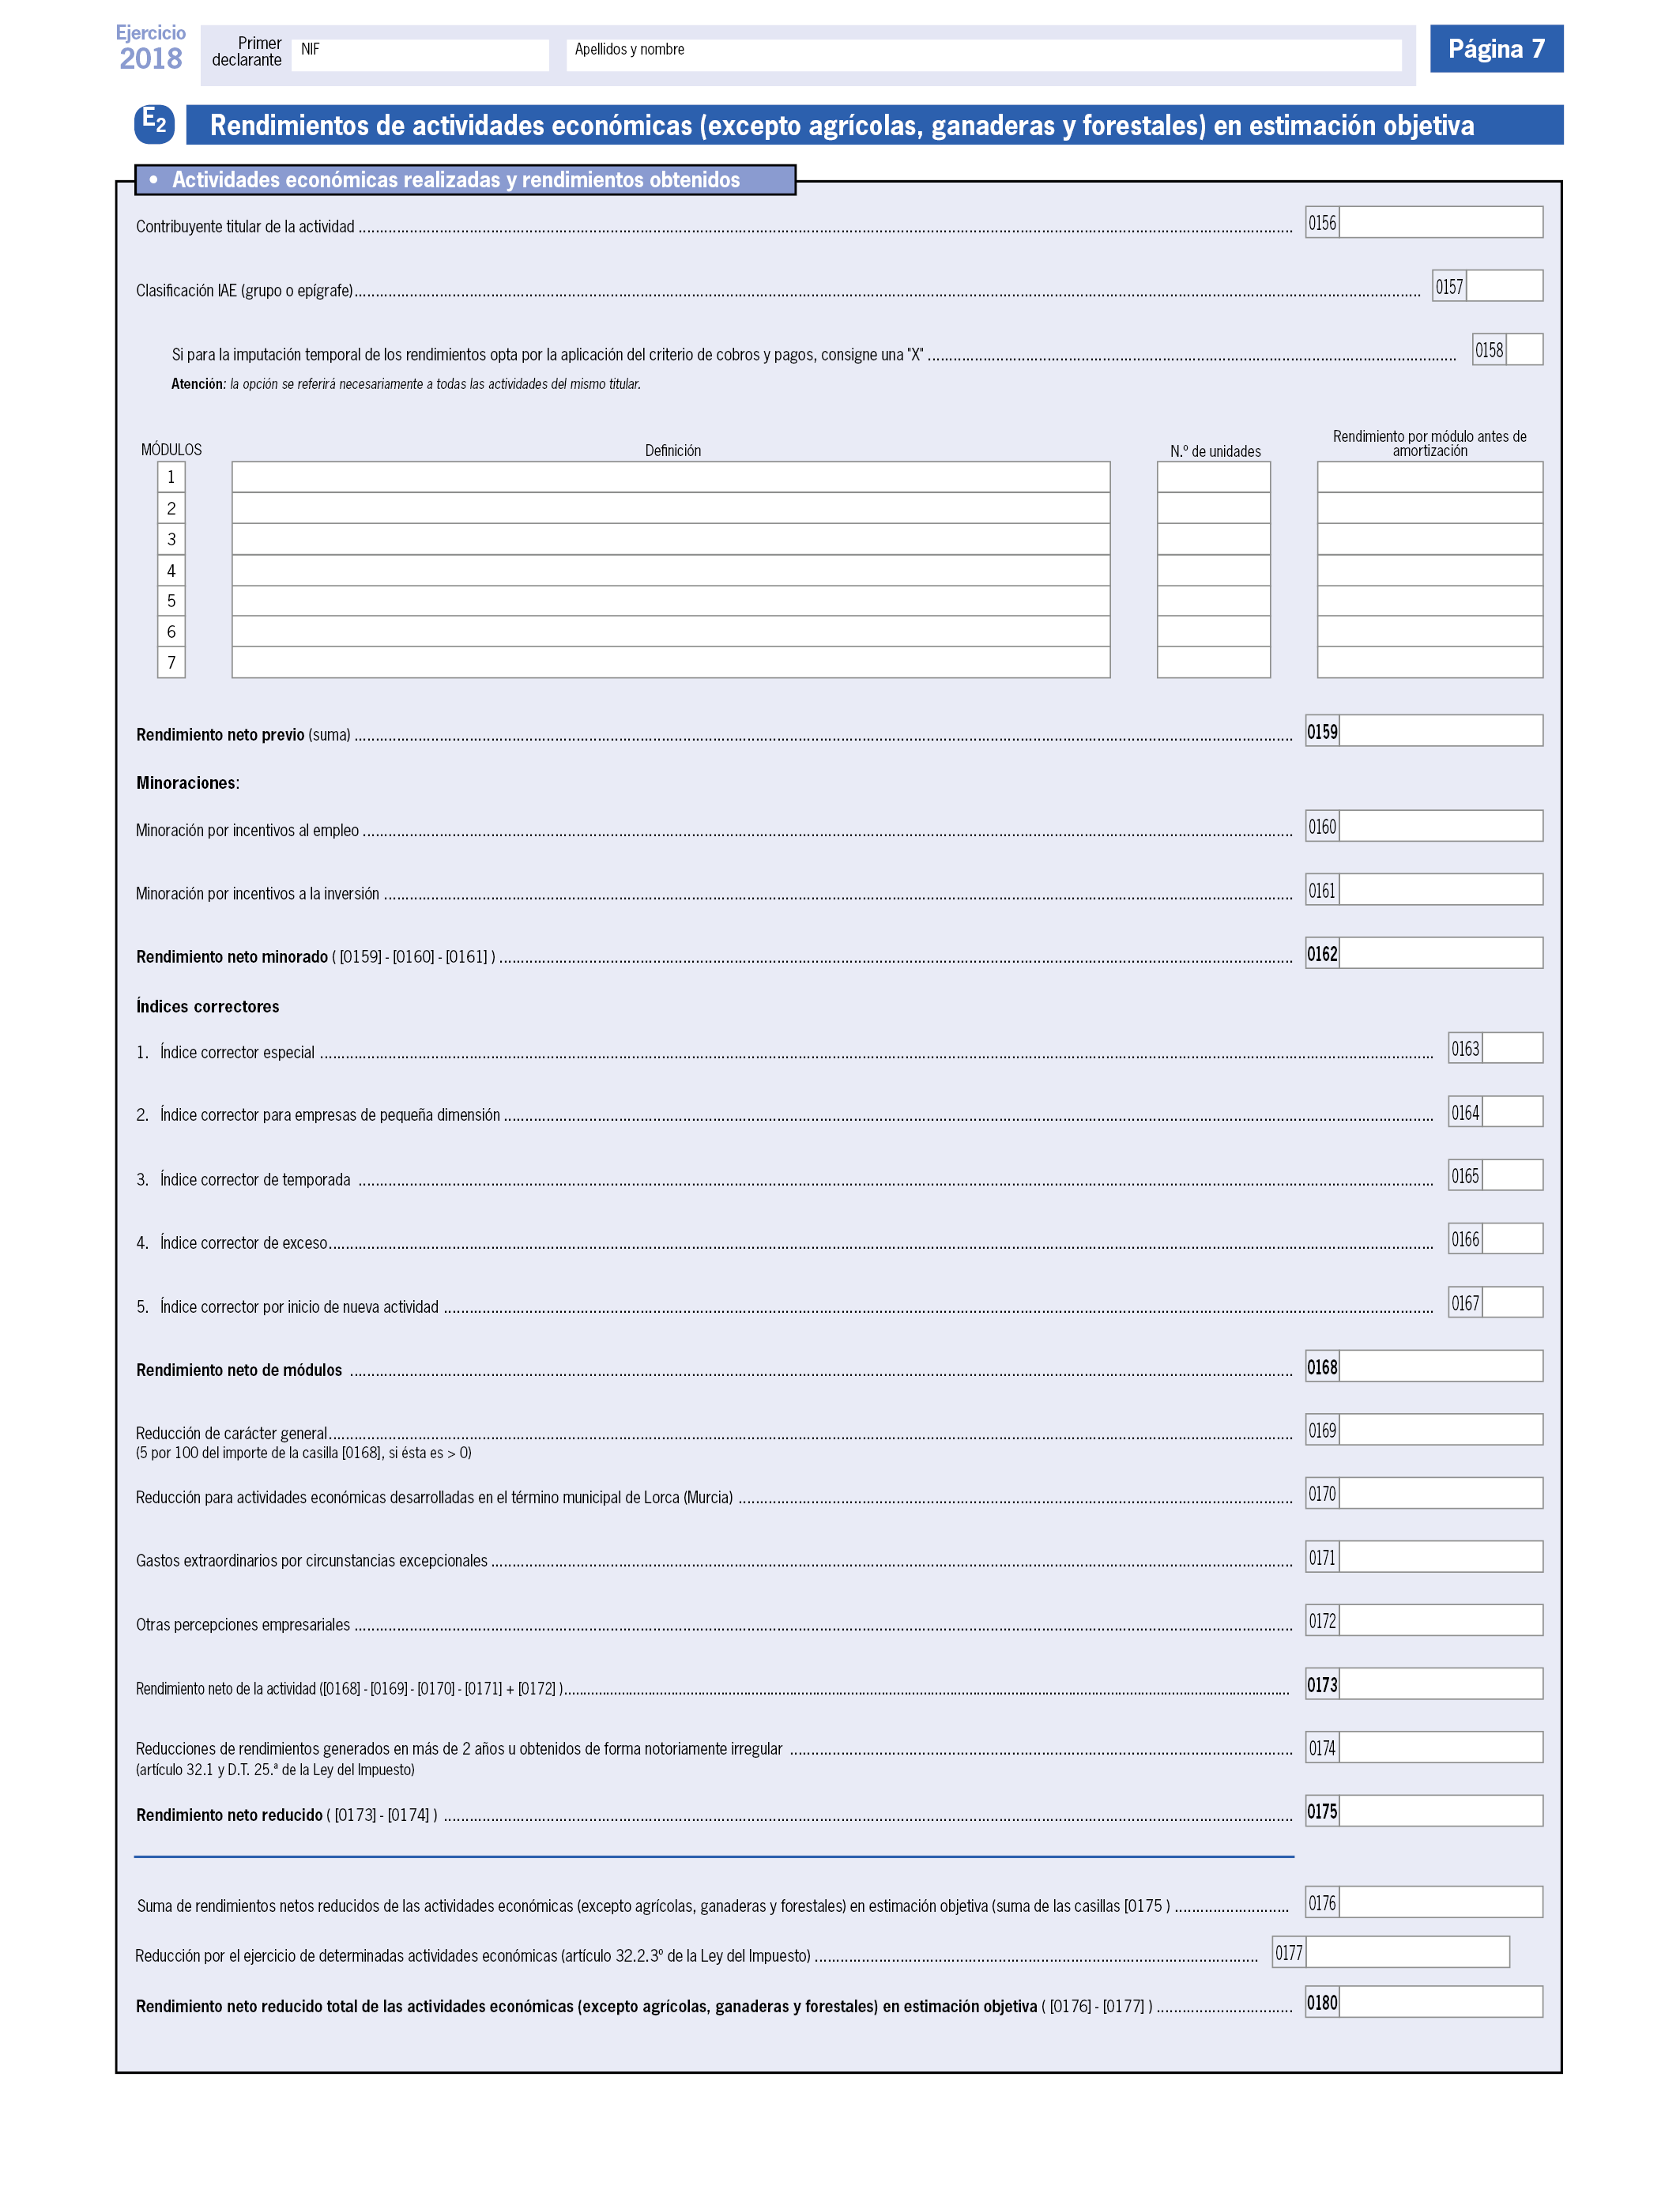 Ejercicio
2018
Primer
declarante
NIF
Apellidos y nombre
Página 7
E2
Rendimientos de actividades económicas (excepto agrícolas, ganaderas y forestales) en estimación objetiva
• Actividades económicas realizadas y rendimientos obtenidos
Contribuyente titular de la actividad 0156
Clasificación IAE (grupo o epígrafe) 0157
Si para la imputación temporal de los rendimientos opta por la aplicación del criterio de cobros y pagos, consigne una "X" 0158
Atención: la opción se referirá necesariamente a todas las actividades del mismo titular.
MÓDULOS Definición N.º de unidades Rendimiento por módulo antes de
amortización
1
2
3
4
5
6
7
Rendimiento neto previo (suma) 0159
Minoraciones:
Minoración por incentivos al empleo 0160
Minoración por incentivos a la inversión 0161
Rendimiento neto minorado ( [0159] - [0160] - [0161] ) 0162
Índices correctores
1. Índice corrector especial 0163
2. Índice corrector para empresas de pequeña dimensión 0164
3. Índice corrector de temporada 0165
4. Índice corrector de exceso 0166
5. Índice corrector por inicio de nueva actividad 0167
Rendimiento neto de módulos 0168
Reducción de carácter general 0169
(5 por 100 del importe de la casilla [0168], si ésta es > 0)
Reducción para actividades económicas desarrolladas en el término municipal de Lorca (Murcia) 0170
Gastos extraordinarios por circunstancias excepcionales 0171
Otras percepciones empresariales 0172
Rendimiento neto de la actividad ([0168] - [0169] - [0170] - [0171] + [0172] ) 0173
Reducciones de rendimientos generados en más de 2 años u obtenidos de forma notoriamente irregular 0174
(artículo 32.1 y D.T. 25.ª de la Ley del Impuesto)
Rendimiento neto reducido ( [0173] - [0174] ) 0175
Suma de rendimientos netos reducidos de las actividades económicas (excepto agrícolas, ganaderas y forestales) en estimación objetiva (suma de las casillas [0175 ) 0176
Reducción por el ejercicio de determinadas actividades económicas (artículo 32.2.3º de la Ley del Impuesto) 0177
Rendimiento neto reducido total de las actividades económicas (excepto agrícolas, ganaderas y forestales) en estimación objetiva ( [0176] - [0177] ) 0180